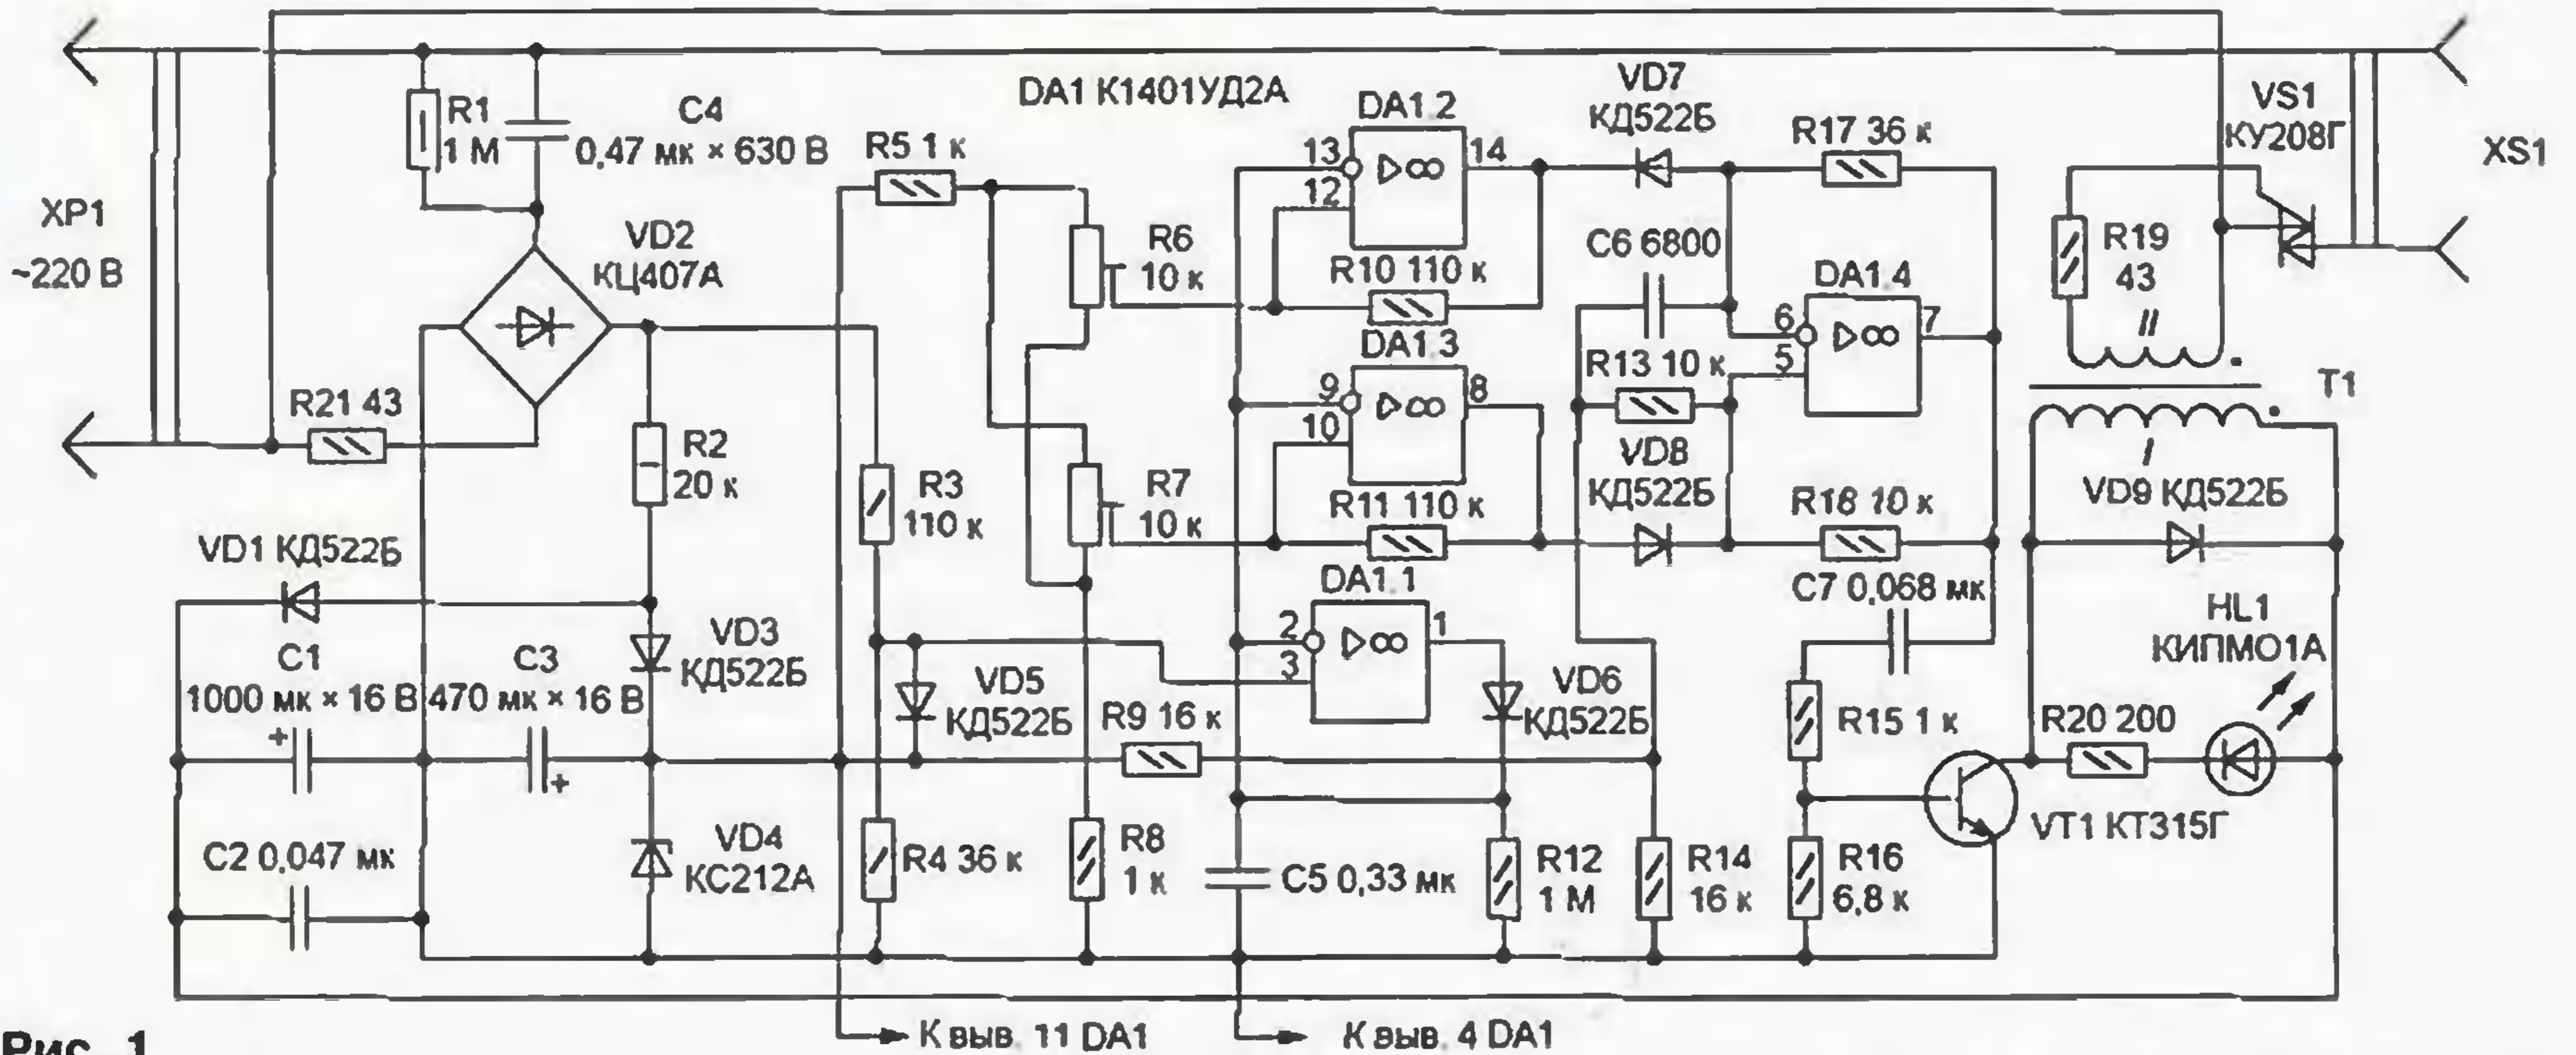 XP1
~220 В
R1
1 М
C4
0,47 мк × 630 В
VD2
КЦ407А
R21 43
R2
20 к
VD1 КД522Б
C1
1000 мк × 16 В
+
C3
470 мк × 16 В
+
VD3
КД522Б
C2 0,047 мк
VD4
КС212А
R3
110 к
R4 36 к
VD5
КД522Б
R5 1 к
R6
10 к
R7
10 к
R8
1 к
R9 16 к
DA1 К1401УД2А
DA1.2
13
12
14
▷∞
R10 110 к
DA1.3
9
10
8
▷∞
R11 110 к
DA1.1
2
3
1
▷∞
VD6
КД522Б
C5 0,33 мк
R12
1 М
R14
16 к
VD7
КД522Б
R17 36 к
C6 6800
R13 10 к
DA1.4
6
5
7
▷∞
VD8
КД522Б
R18 10 к
C7 0,068 мк
R15 1 к
R16
6,8 к
VT1 КТ315Г
R20 200
HL1
КИПМО1А
VD9 КД522Б
I
T1
II
R19
43
VS1
КУ208Г
XS1
К выв. 11 DA1
К выв. 4 DA1
Рис. 1